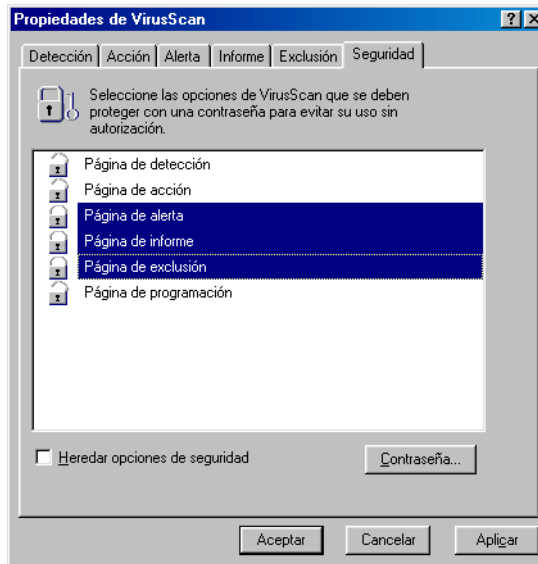 Propiedades de VirusScan
Detección Acción Alerta Informe Exclusión Seguridad
Seleccione las opciones de VirusScan que se deben
proteger con una contraseña para evitar su uso sin
autorización.
Página de detección
Página de acción
Página de alerta
Página de informe
Página de exclusión
Página de programación
Heredar opciones de seguridad
Contraseña...
Aceptar Cancelar Aplicar